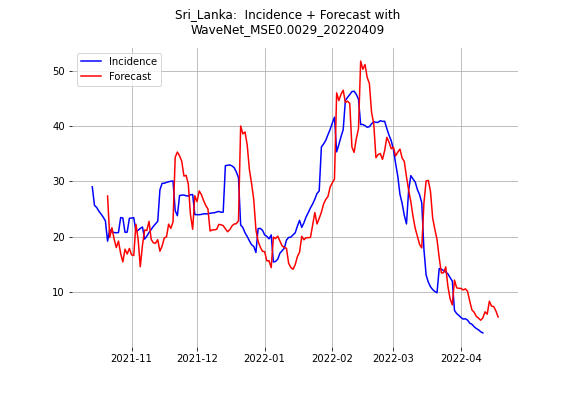 Sri_Lanka:  Incidence + Forecast with
WaveNet_MSE0.0029_20220409
Incidence
Forecast
50
40
30
20
10
2021-11
2021-12
2022-01
2022-02
2022-03
2022-04